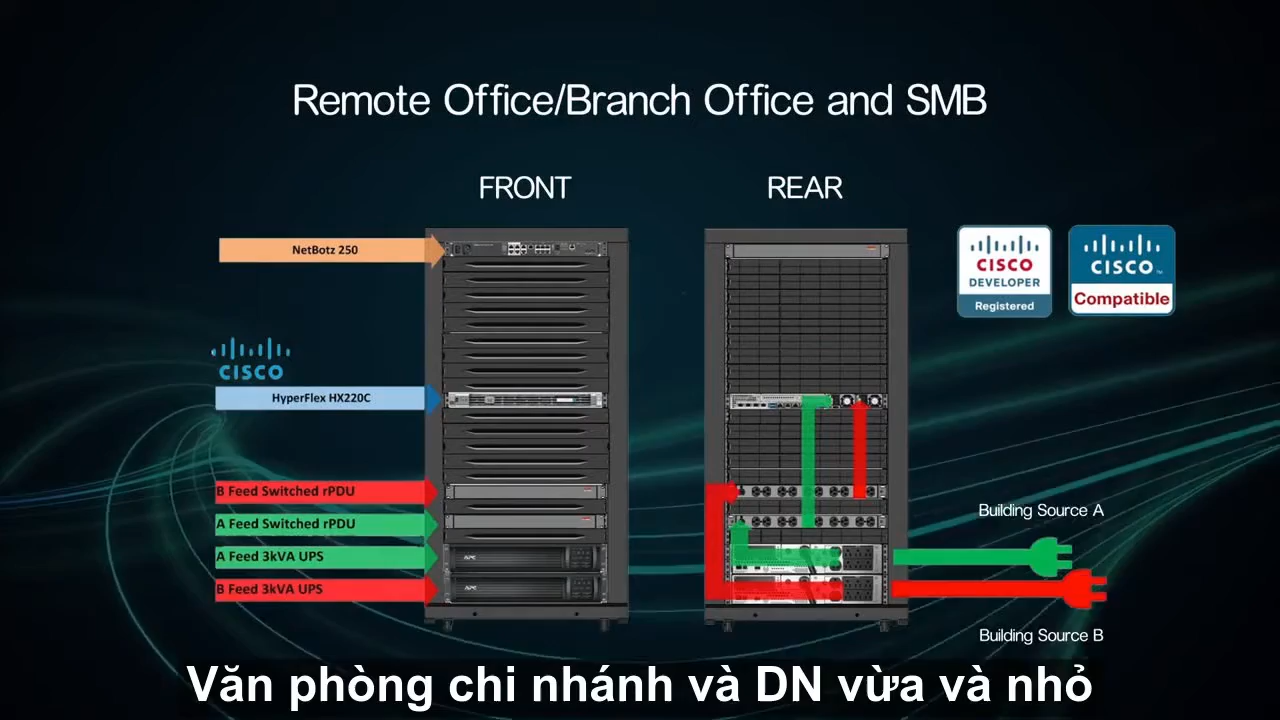 Remote Office/Branch Office and SMB
FRONT
REAR
NetBotz 250
CISCO
DEVELOPER
Registered
CISCO
Compatible
CISCO
HyperFlex HX220C
B Feed Switched rPDU
A Feed Switched rPDU
A Feed 3kVA UPS
B Feed 3kVA UPS
APC
APC
Building Source A
Building Source B
Văn phòng chi nhánh và DN vừa và nhỏ